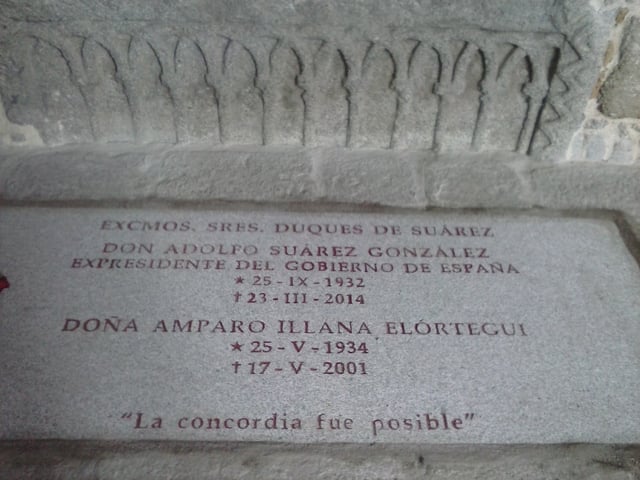 EXCMOS. SRES. DUQUES DE SUÁREZ
DON ADOLFO SUÁREZ GONZÁLEZ
EXPRESIDENTE DEL GOBIERNO DE ESPAÑA
★ 25 - IX - 1932
† 23 - III - 2014
DOÑA AMPARO ILLANA ELÓRTEGUI
★ 25 - V - 1934
† 17 - V - 2001
“La concordia fue posible”